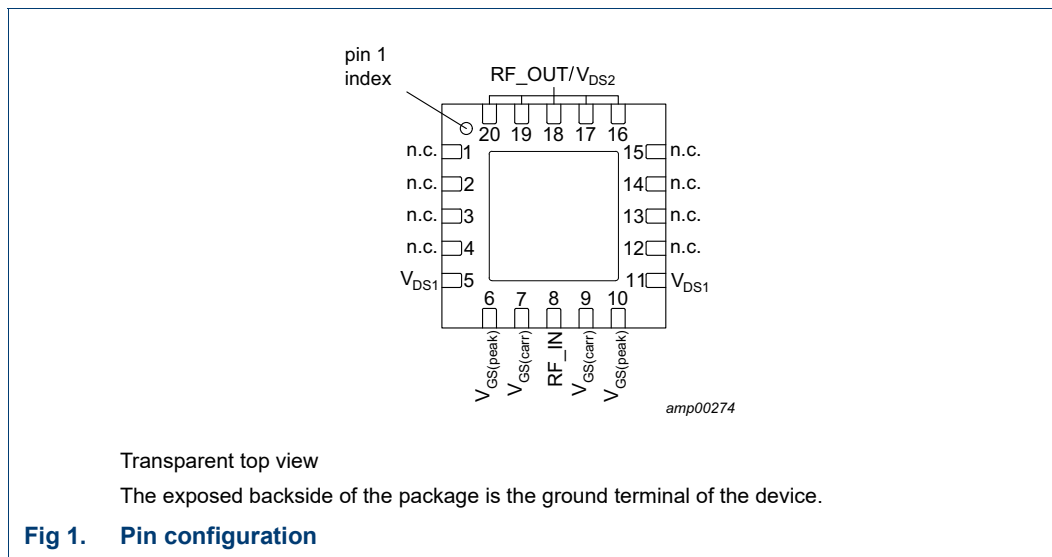 pin 1
index
RF_OUT/VDS2
20 19 18 17 16
n.c. 1 15 n.c.
n.c. 2 14 n.c.
n.c. 3 13 n.c.
n.c. 4 12 n.c.
VDS1 5 11 VDS1
6 7 8 9 10
VGS(peak) VGS(carr) RF_IN VGS(carr) VGS(peak)
amp00274
Transparent top view
The exposed backside of the package is the ground terminal of the device.
Fig 1. Pin configuration